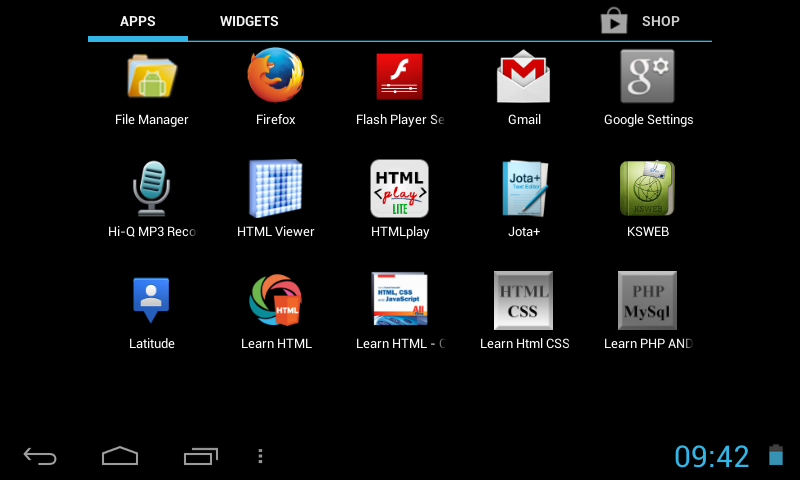 APPS WIDGETS SHOP
File Manager Firefox Flash Player Se Gmail Google Settings
HTML
play
LITE
Jota+
Text Editor
KSWEB
Hi-Q MP3 Reco HTML Viewer HTMLplay Jota+ KSWEB
HTML
HTML, CSS
JavaScript
All
HTML
CSS
PHP
MySql
Latitude Learn HTML Learn HTML - C Learn Html CSS Learn PHP AND
09:42